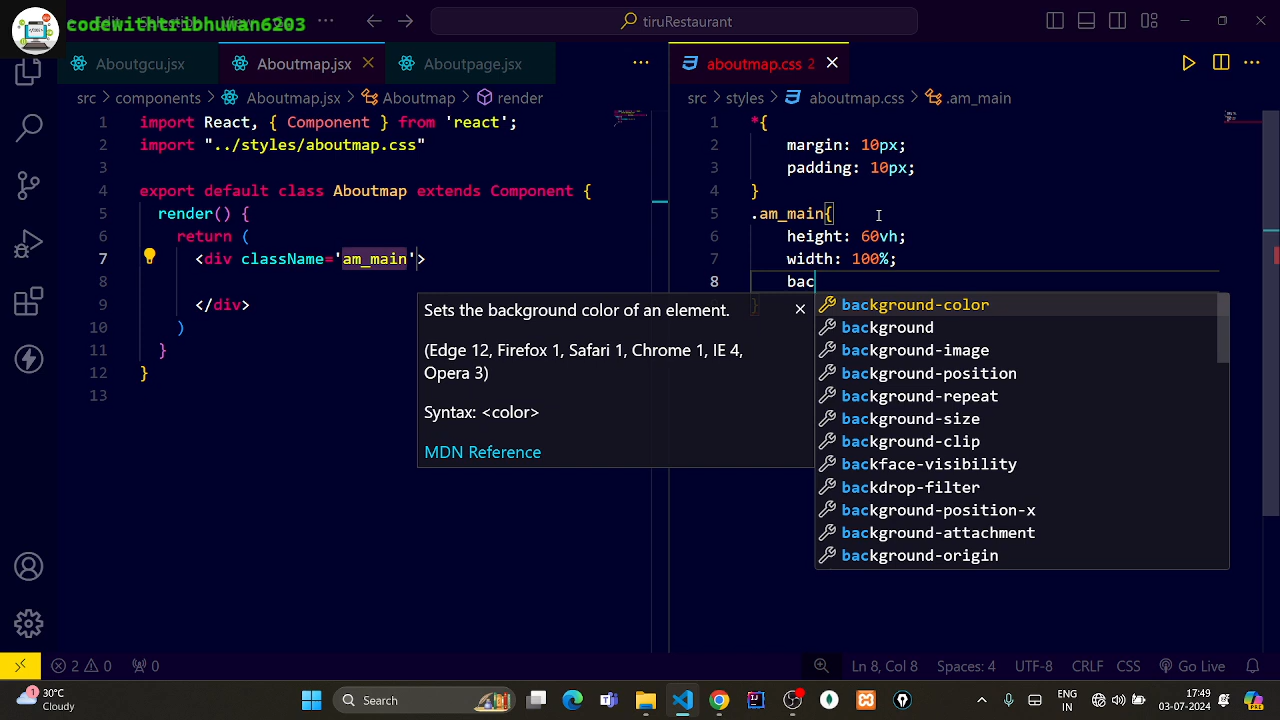 codewithtribhuwan6203
tiruRestaurant
Aboutgcu.jsx
Aboutmap.jsx
Aboutpage.jsx
src > components > Aboutmap.jsx > Aboutmap > render
1 import React, { Component } from 'react';
2 import "../styles/aboutmap.css"
3
4 export default class Aboutmap extends Component {
5 render() {
6 return (
7 <div className='am_main'>
8
9 </div>
10 )
11 }
12 }
13
aboutmap.css 2
src > styles > aboutmap.css > .am_main
1 *{
2 margin: 10px;
3 padding: 10px;
4 }
5 .am_main{
6 height: 60vh;
7 width: 100%;
8 bac
}
Sets the background color of an element.
(Edge 12, Firefox 1, Safari 1, Chrome 1, IE 4,
Opera 3)
Syntax: <color>
MDN Reference
background-color
background
background-image
background-position
background-repeat
background-size
background-clip
backface-visibility
backdrop-filter
background-position-x
background-attachment
background-origin
2 0 0
Ln 8, Col 8 Spaces: 4 UTF-8 CRLF CSS Go Live
1 30°C
Cloudy
Search
ENG
IN
17:49
03-07-2024